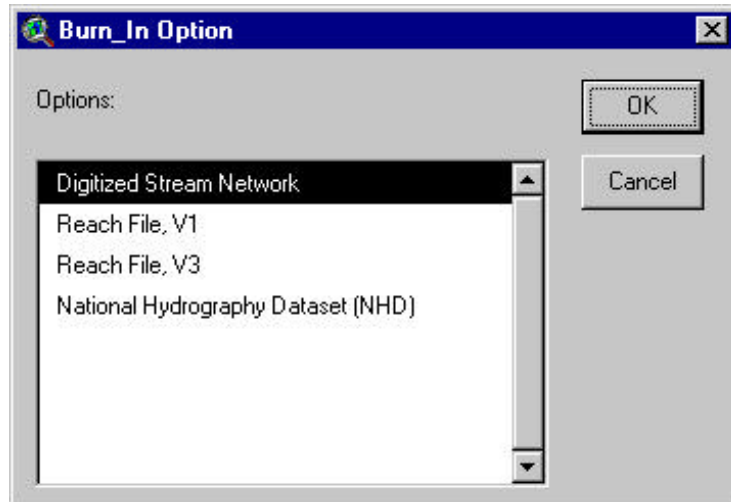 Burn_In Option
Options:
OK
Cancel
Digitized Stream Network
Reach File, V1
Reach File, V3
National Hydrography Dataset (NHD)